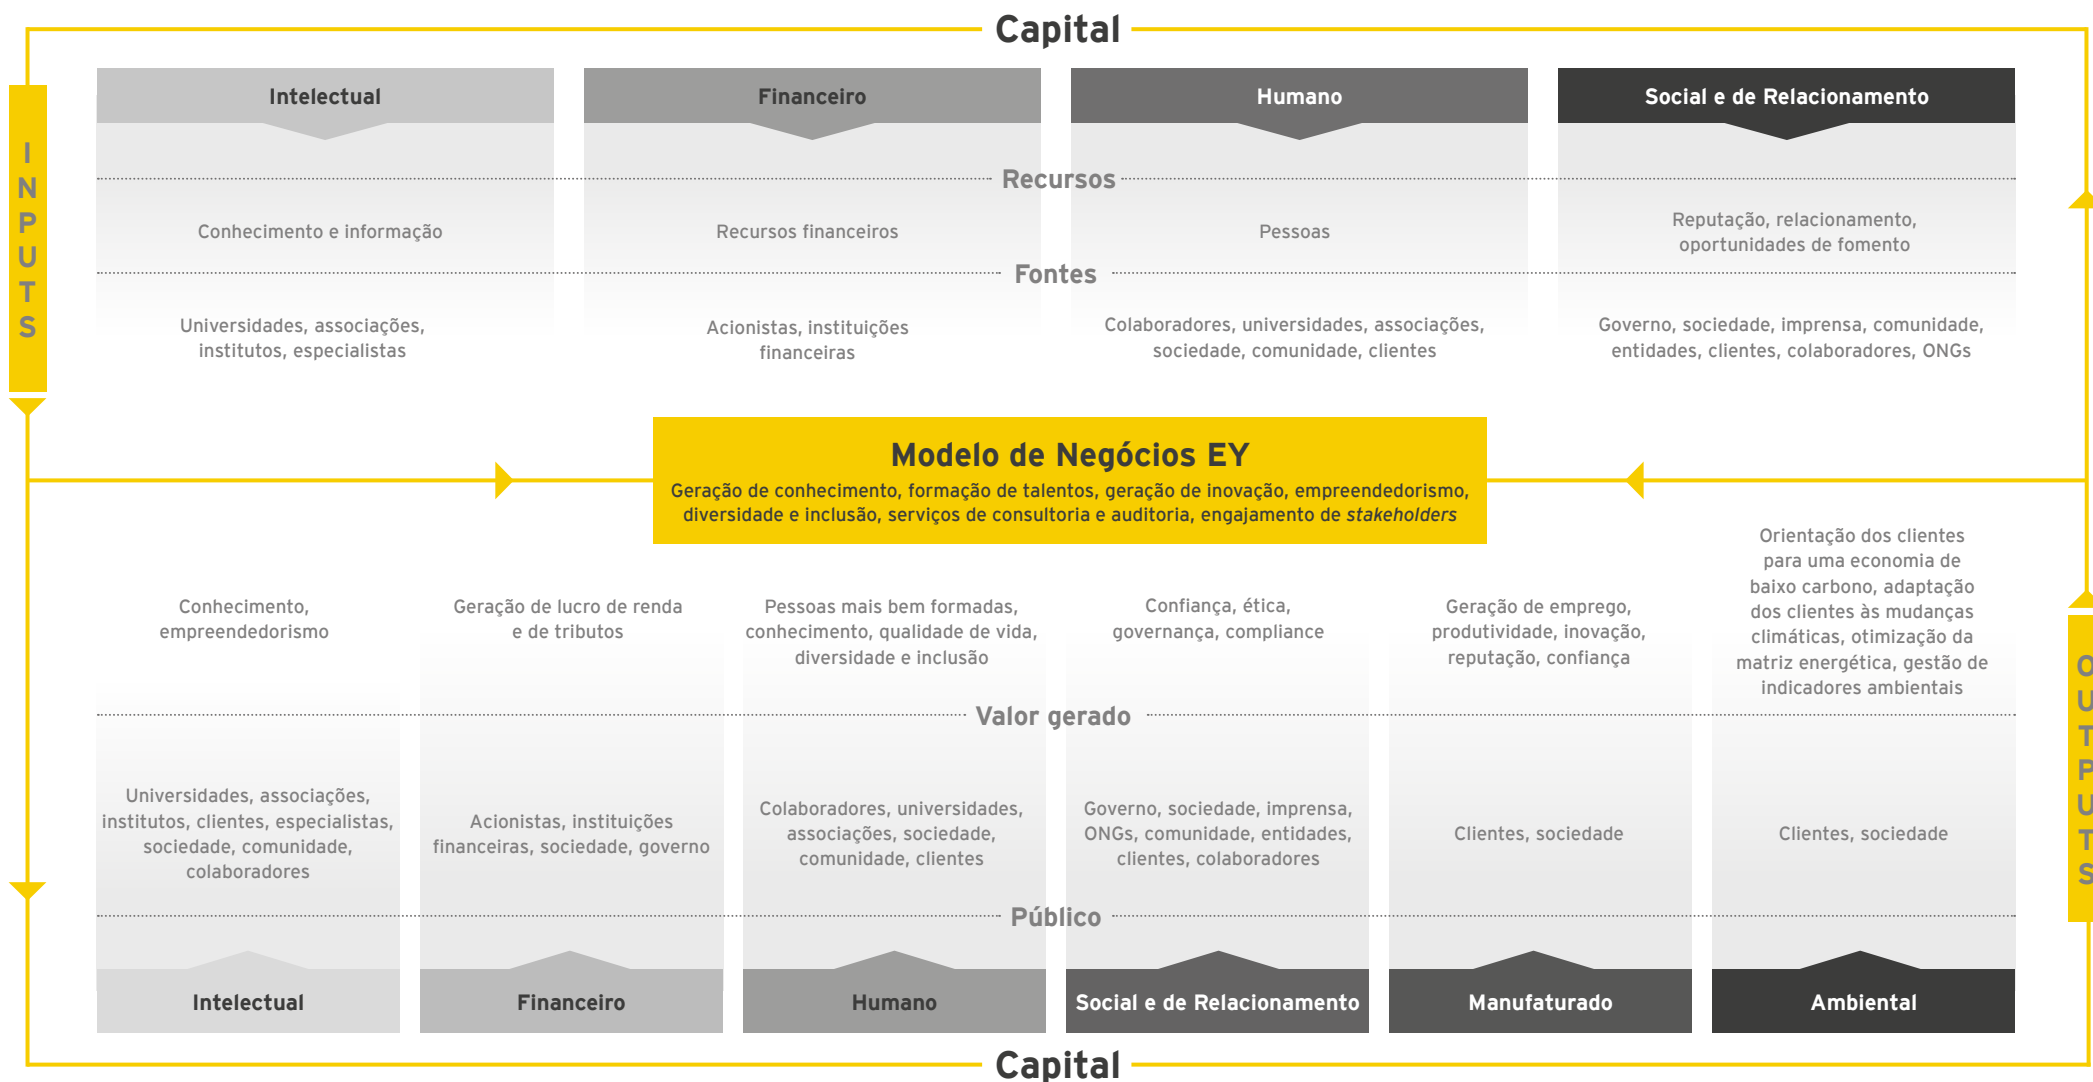 Capital
INPUTS
Intelectual
Financeiro
Humano
Social e de Relacionamento
Recursos
Conhecimento e informação
Recursos financeiros
Pessoas
Reputação, relacionamento,
oportunidades de fomento
Fontes
Universidades, associações,
institutos, especialistas
Acionistas, instituições
financeiras
Colaboradores, universidades, associações,
sociedade, comunidade, clientes
Governo, sociedade, imprensa, comunidade,
entidades, clientes, colaboradores, ONGs
Modelo de Negócios EY
Geração de conhecimento, formação de talentos, geração de inovação, empreendedorismo,
diversidade e inclusão, serviços de consultoria e auditoria, engajamento de stakeholders
Conhecimento,
empreendedorismo
Geração de lucro de renda
e de tributos
Pessoas mais bem formadas,
conhecimento, qualidade de vida,
diversidade e inclusão
Confiança, ética,
governança, compliance
Geração de emprego,
produtividade, inovação,
reputação, confiança
Orientação dos clientes
para uma economia de
baixo carbono, adaptação
dos clientes às mudanças
climáticas, otimização da
matriz energética, gestão de
indicadores ambientais
OUTPUTS
Valor gerado
Universidades, associações,
institutos, clientes, especialistas,
sociedade, comunidade,
colaboradores
Acionistas, instituições
financeiras, sociedade, governo
Colaboradores, universidades,
associações, sociedade,
comunidade, clientes
Governo, sociedade, imprensa,
ONGs, comunidade, entidades,
clientes, colaboradores
Clientes, sociedade
Clientes, sociedade
Público
Intelectual
Financeiro
Humano
Social e de Relacionamento
Manufaturado
Ambiental
Capital